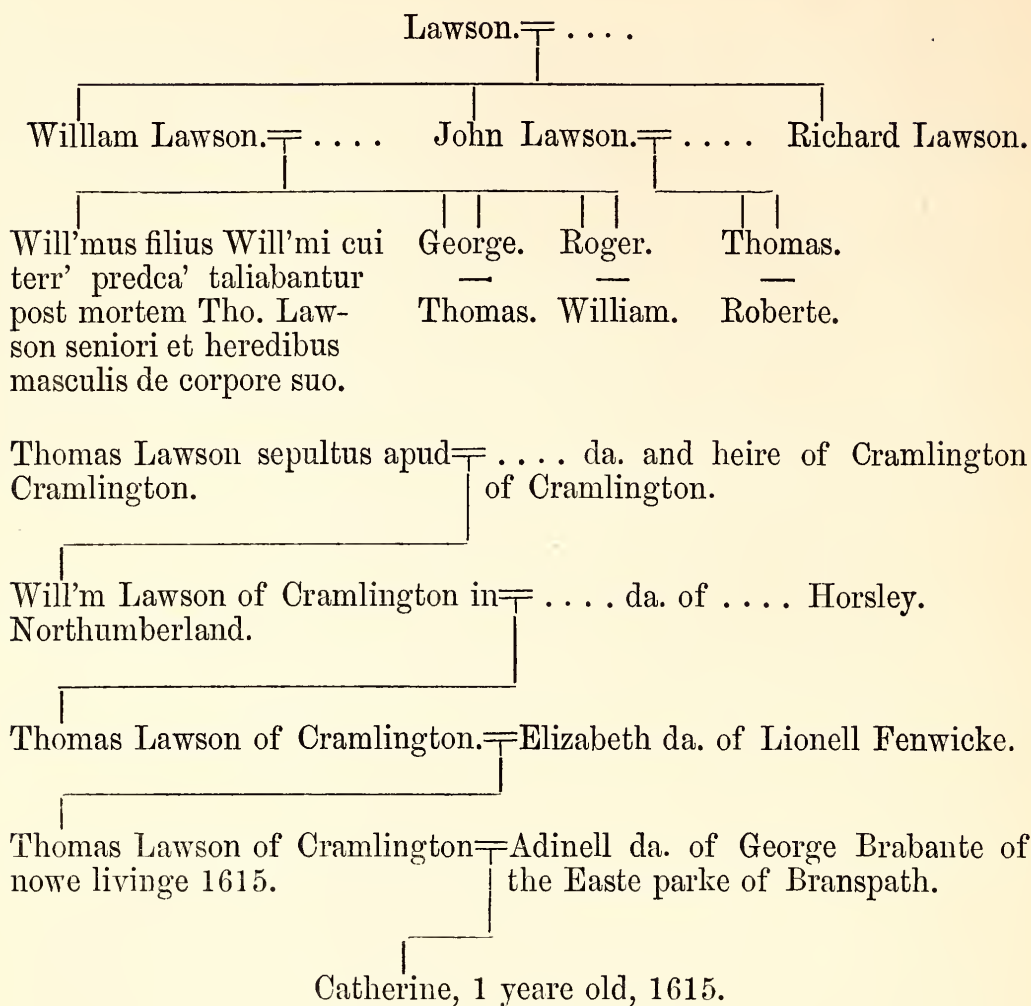 Lawson.╤ . . . .
Willlam Lawson.╤ . . . . John Lawson.╤ . . . . Richard Lawson.
Will'mus filius Will'mi cui George. Roger. Thomas.
terr' predca' taliabantur — — —
post mortem Tho. Law- Thomas. William. Roberte.
son seniori et heredibus
masculis de corpore suo.
Thomas Lawson sepultus apud╤ . . . . da. and heire of Cramlington
Cramlington. of Cramlington.
Will'm Lawson of Cramlington in╤ . . . . da. of . . . . Horsley.
Northumberland.
Thomas Lawson of Cramlington.╤Elizabeth da. of Lionell Fenwicke.
Thomas Lawson of Cramlington╤Adinell da. of George Brabante of
nowe livinge 1615. the Easte parke of Branspath.
Catherine, 1 yeare old, 1615.